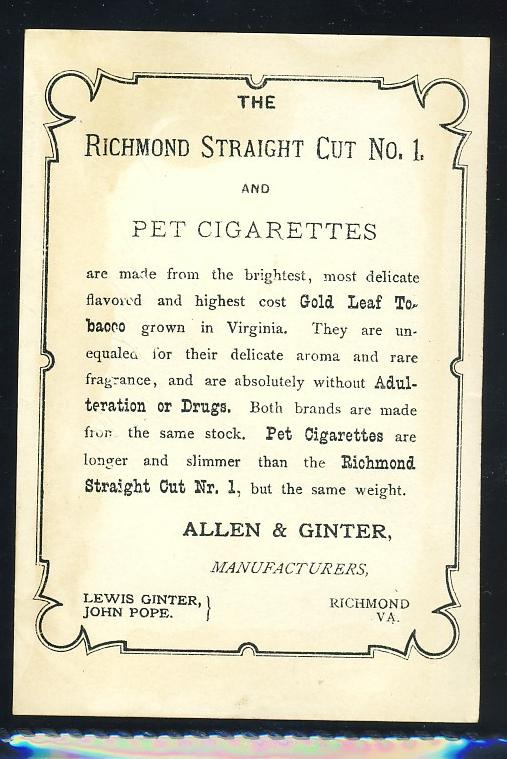 THE
RICHMOND STRAIGHT CUT NO. 1.
AND
PET CIGARETTES
are made from the brightest, most delicate
flavored and highest cost Gold Leaf To-
bacco grown in Virginia. They are un-
equaled for their delicate aroma and rare
fragrance, and are absolutely without Adul-
teration or Drugs. Both brands are made
from the same stock. Pet Cigarettes are
longer and slimmer than the Richmond
Straight Cut Nr. 1, but the same weight.
ALLEN & GINTER,
MANUFACTURERS,
LEWIS GINTER, } RICHMOND
JOHN POPE. VA.